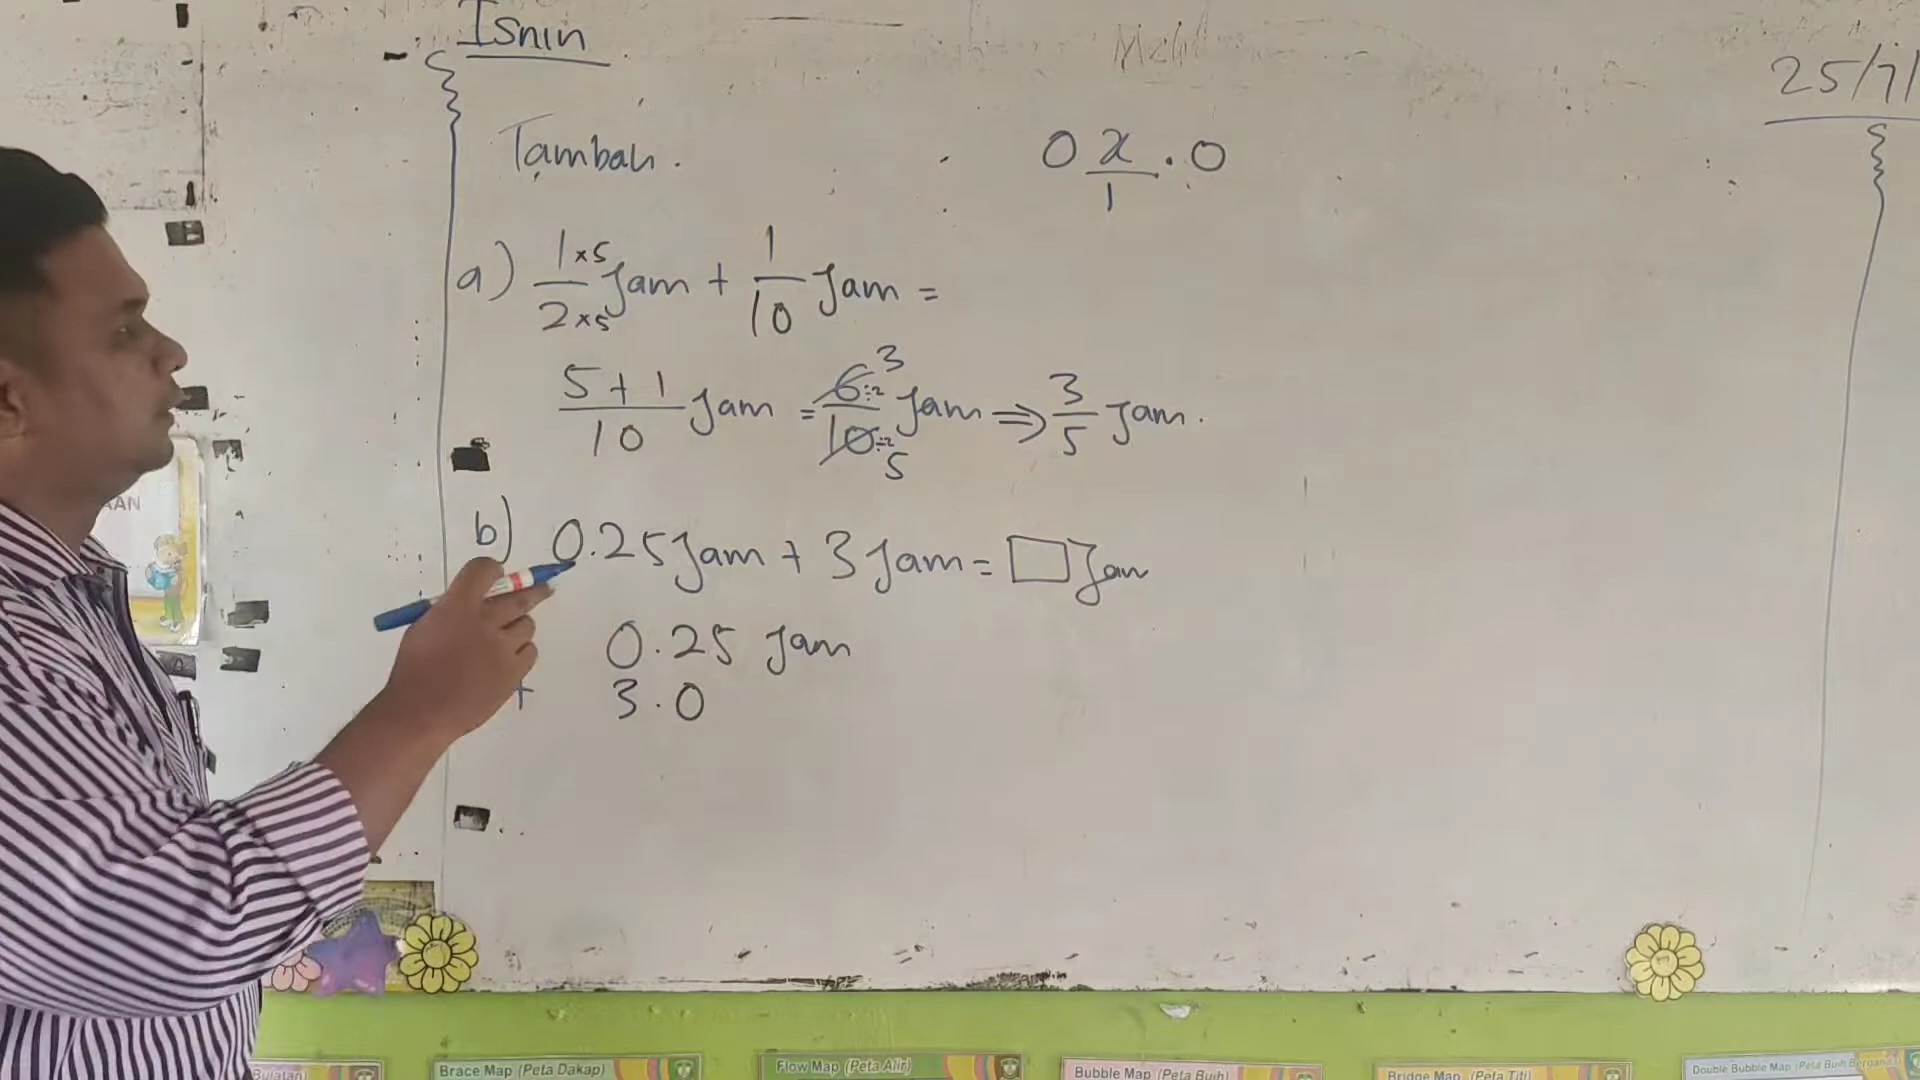 Isnin
25/7/
Tambah.
0 x . 0
1
a) 1×5/2×5 jam + 1/10 jam =
5+1/10 jam = 6÷2/10÷2 3/5 jam ⇒ 3/5 jam.
b) 0.25 jam + 3 jam = □ jam
0.25 jam
+ 3.0
AAN
Bulatan)
Brace Map (Peta Dakap)
Flow Map (Peta Alir)
Bubble Map (Peta Buih)
Bridge Map (Peta Titi)
Double Bubble Map (Peta Buih Berganda)